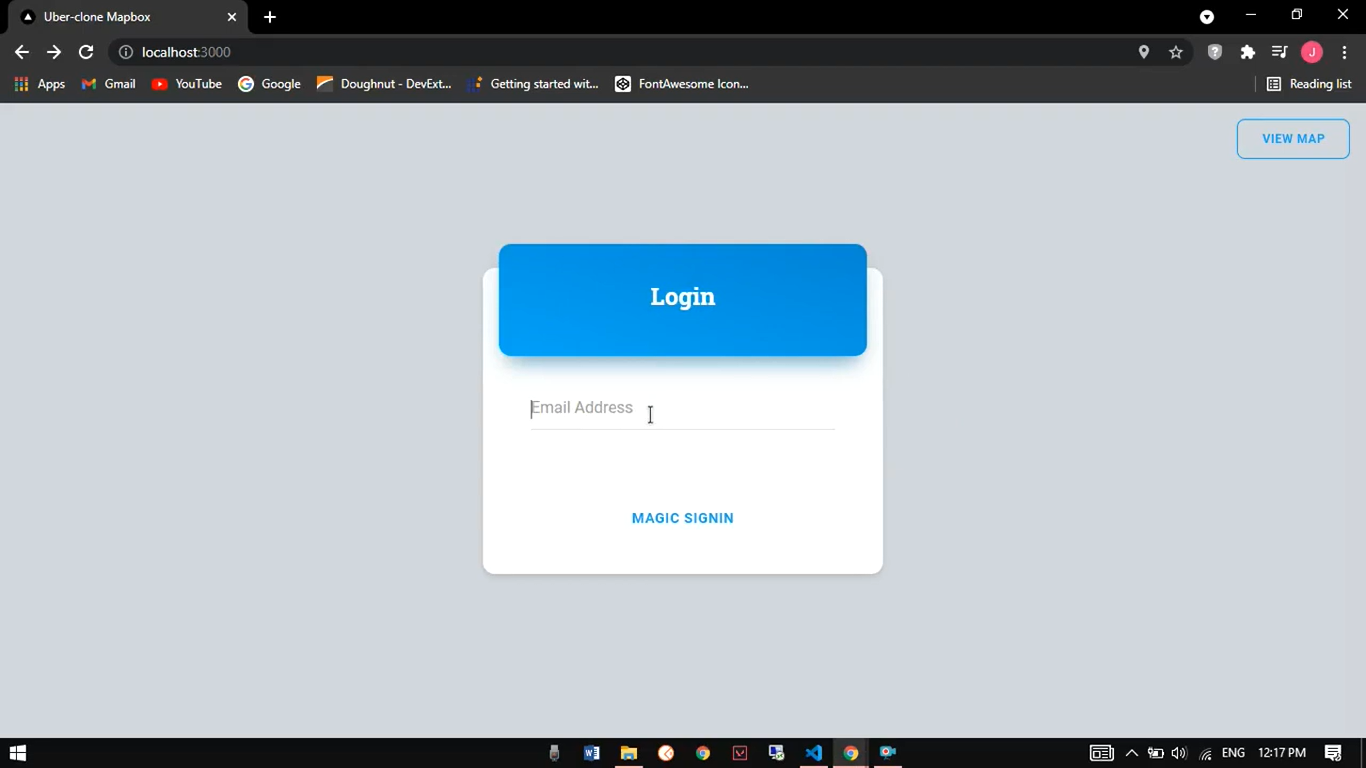 Uber-clone Mapbox
localhost:3000
J
Apps Gmail YouTube Google Doughnut - DevExt... Getting started wit... FontAwesome Icon... Reading list
VIEW MAP
Login
Email Address
MAGIC SIGNIN
ENG 12:17 PM